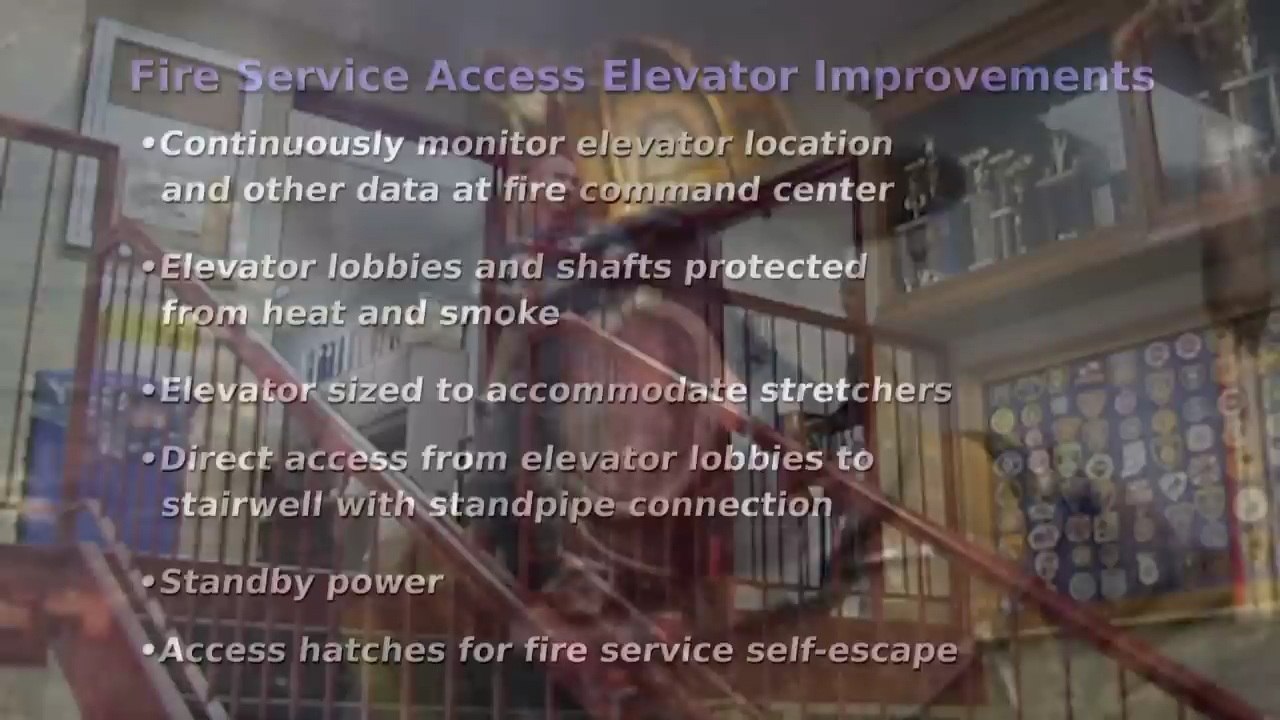 Fire Service Access Elevator Improvements
•Continuously monitor elevator location
and other data at fire command center
•Elevator lobbies and shafts protected
from heat and smoke
•Elevator sized to accommodate stretchers
•Direct access from elevator lobbies to
stairwell with standpipe connection
•Standby power
•Access hatches for fire service self-escape